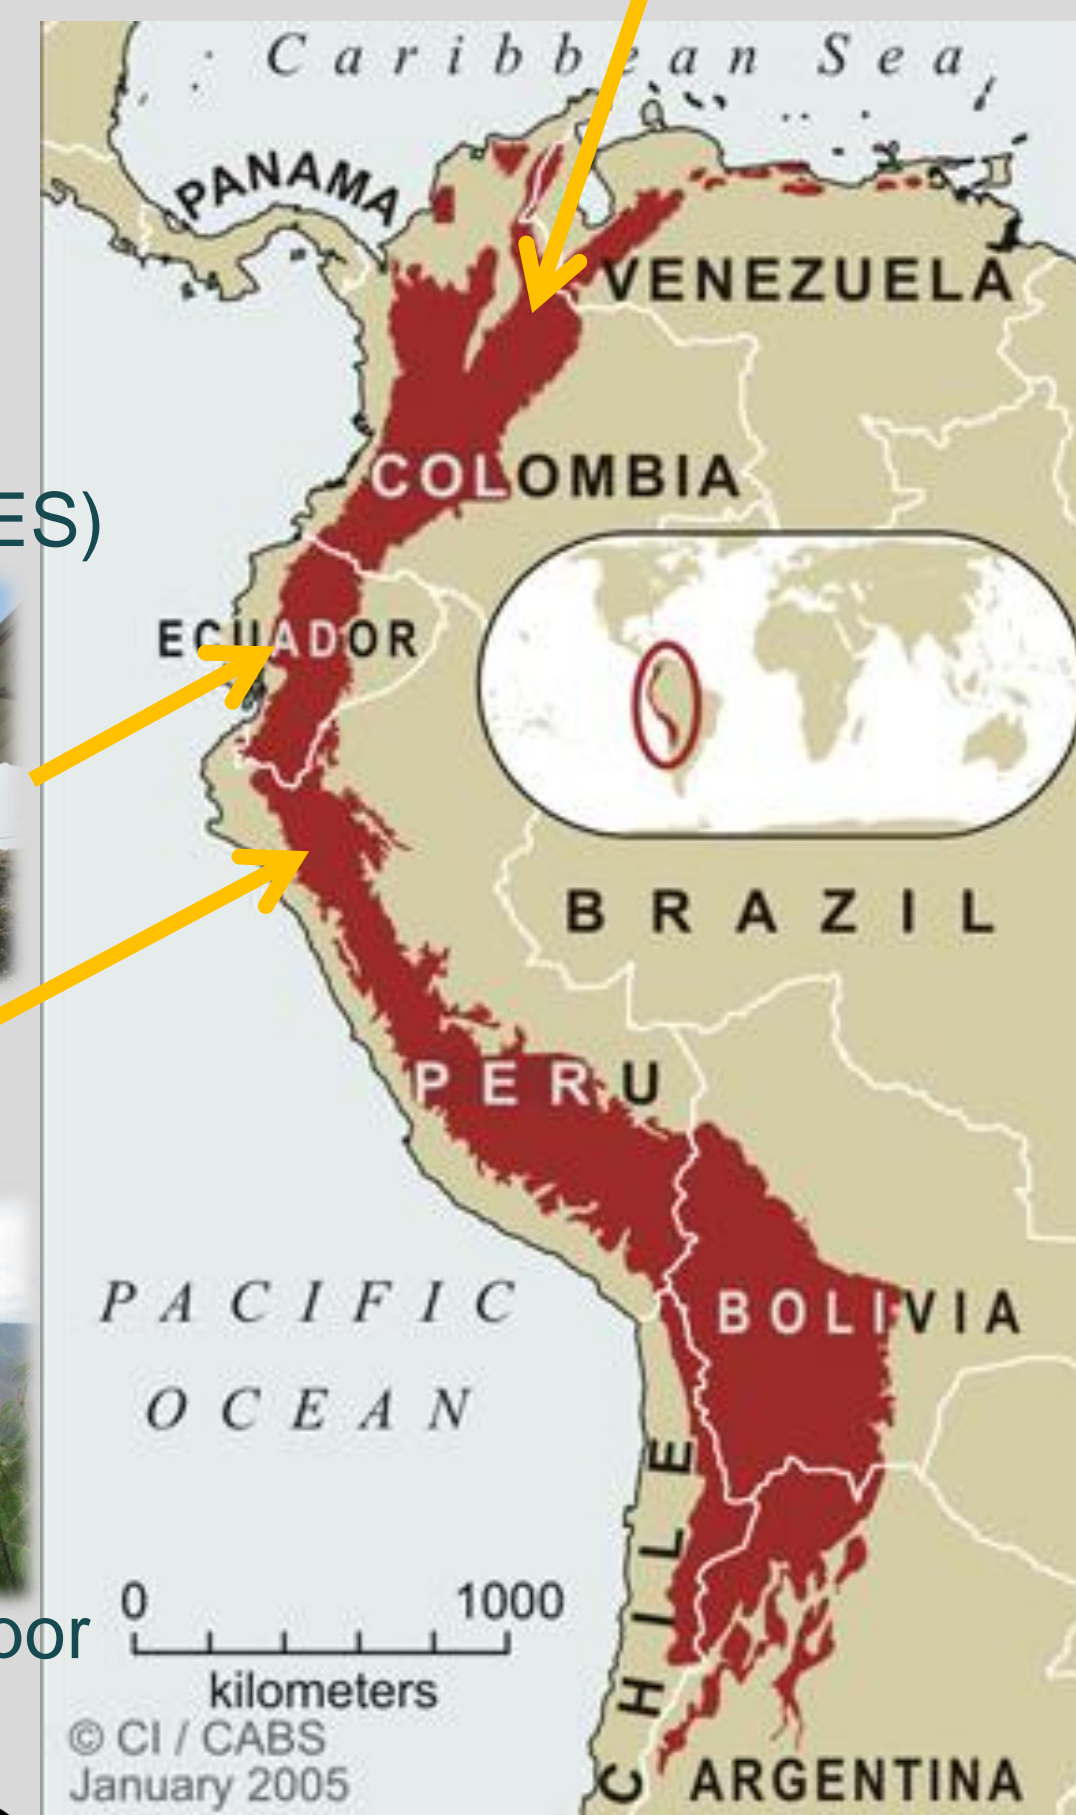 Caribbean Sea
PANAMA
VENEZUELA
COLOMBIA
ES)
ECUADOR
BRAZIL
PERU
PACIFIC
OCEAN
BOLIVIA
CHILE
0 1000
oor
kilometers
© CI / CABS
January 2005
ARGENTINA